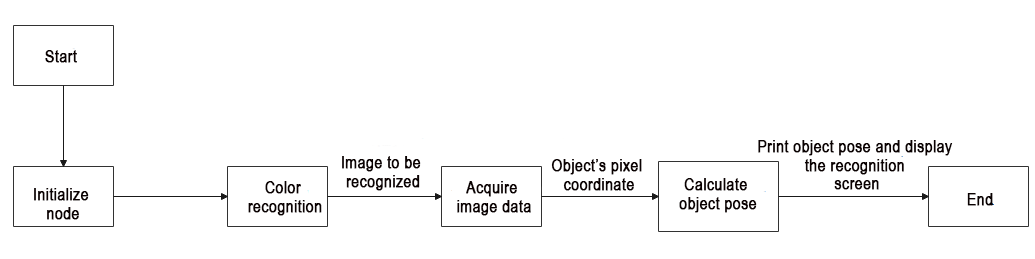 Start
Initialize
node
Color
recognition
Image to be
recognized
Acquire
image data
Object's pixel
coordinate
Calculate
object pose
Print object pose and display
the recognition
screen
End